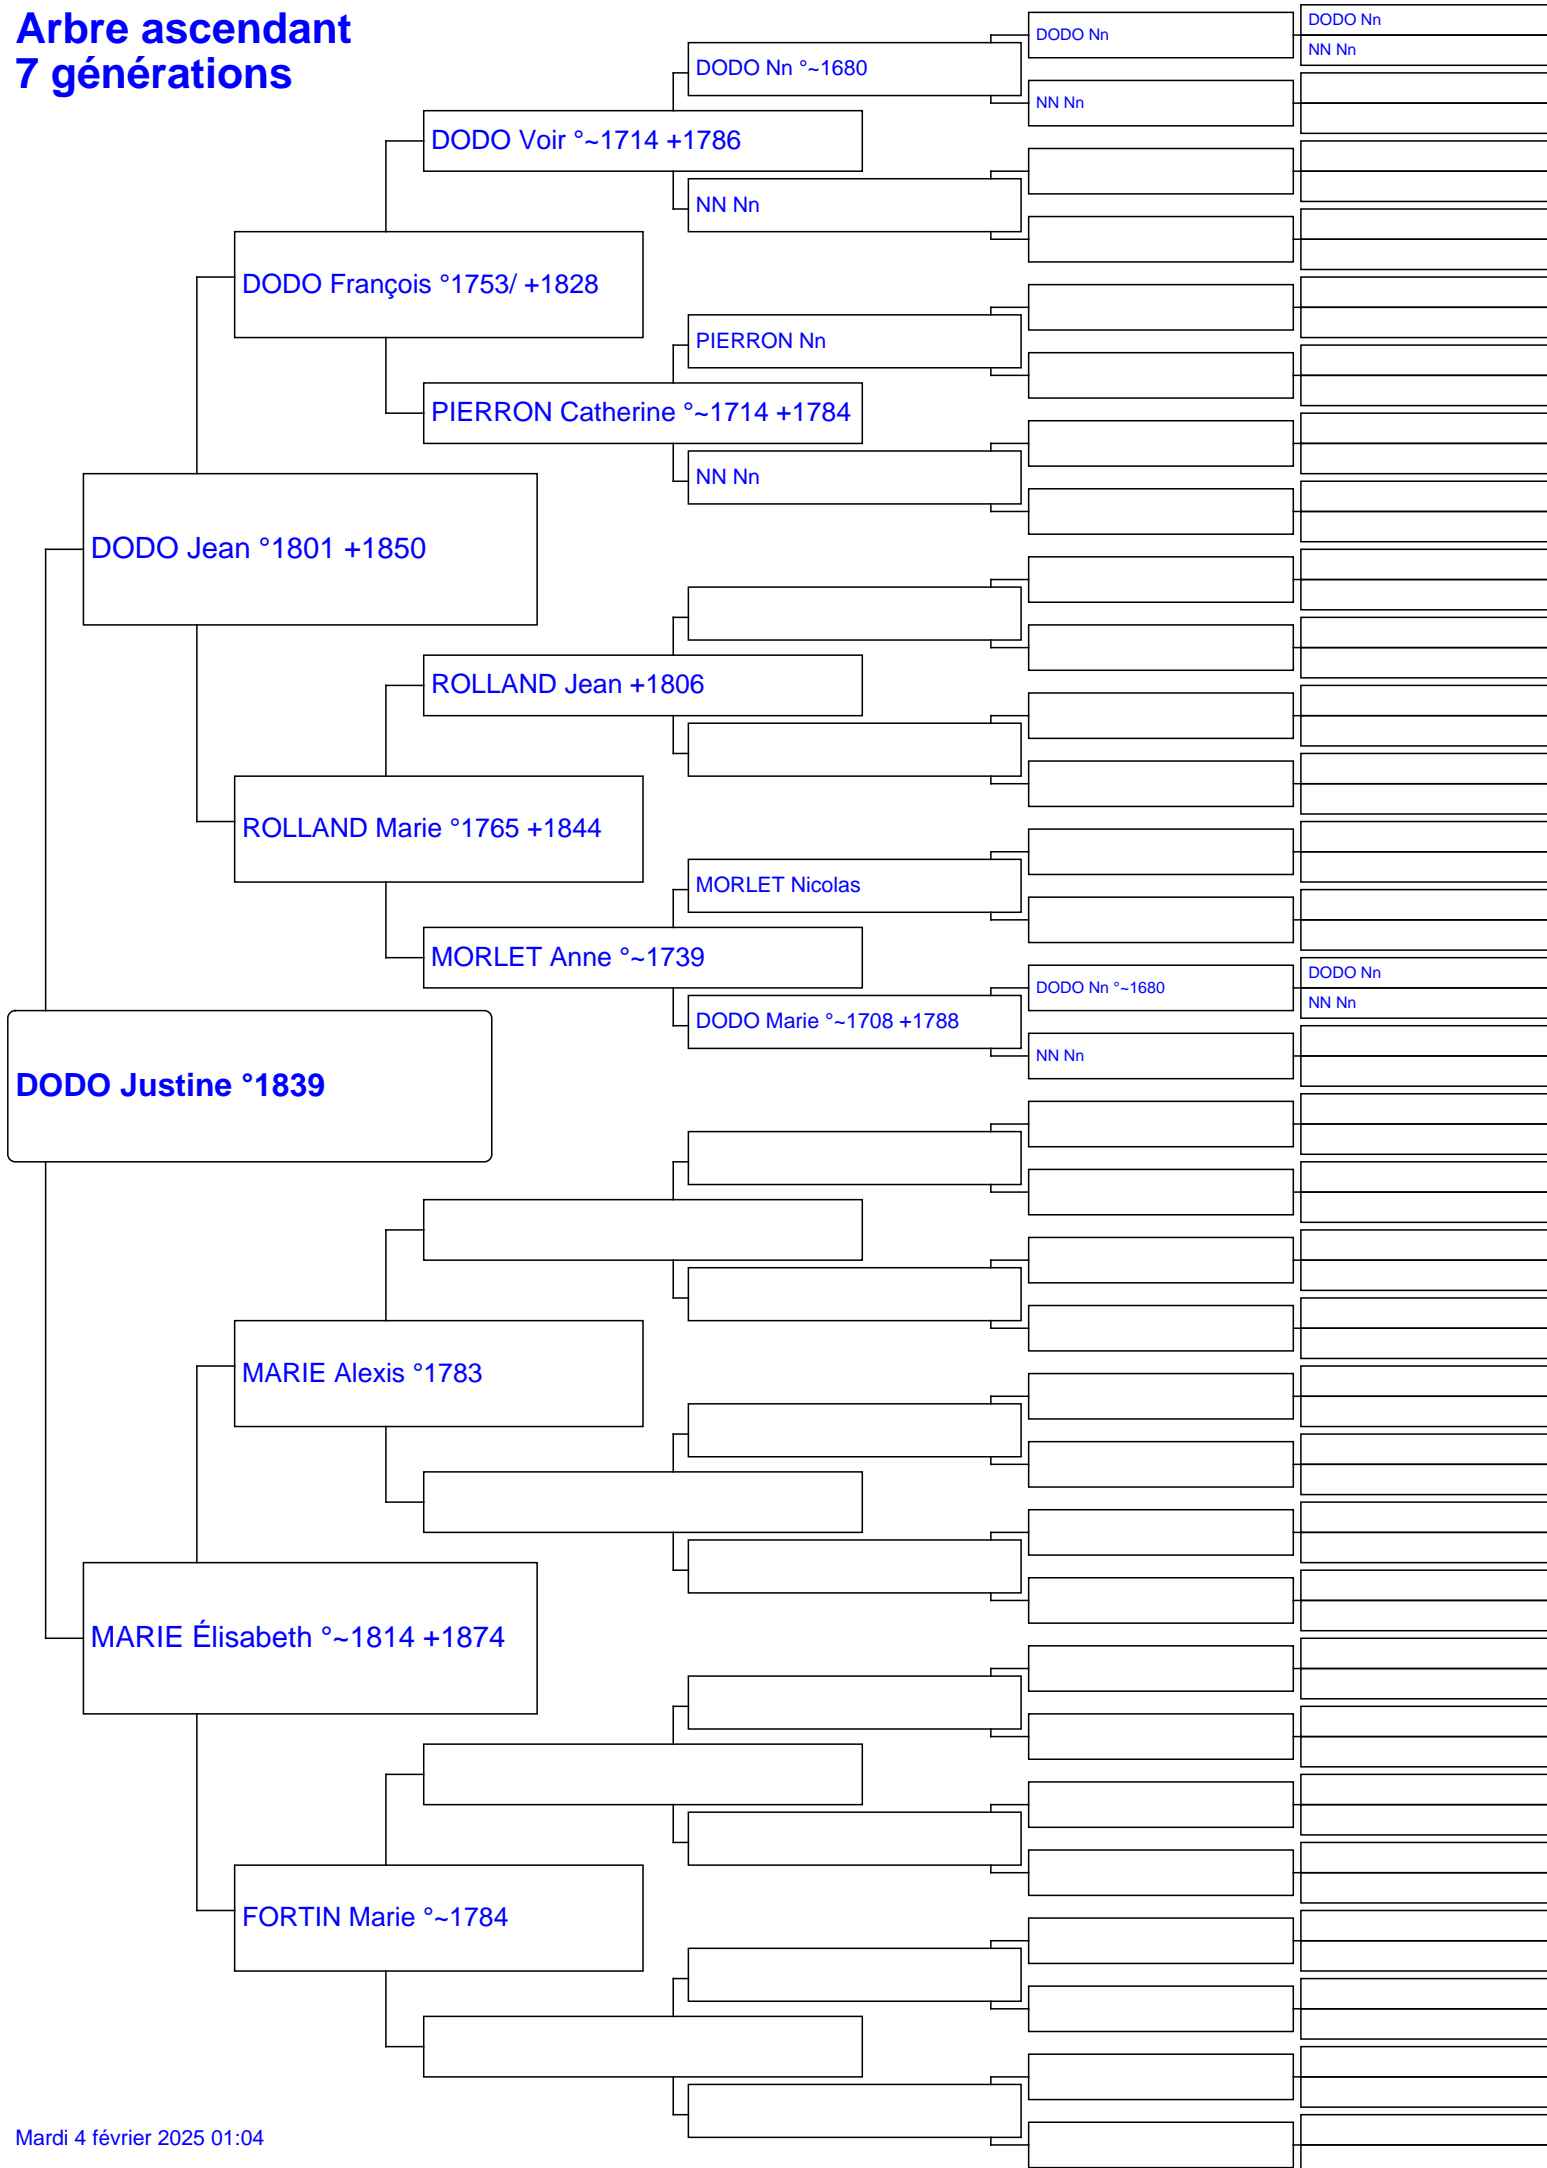 Arbre ascendant
7 générations
DODO Nn
NN Nn
DODO Nn
DODO Nn °~1680
NN Nn
DODO Voir °~1714 +1786
NN Nn
DODO François °1753/ +1828
PIERRON Nn
PIERRON Catherine °~1714 +1784
NN Nn
DODO Jean °1801 +1850
ROLLAND Jean +1806
ROLLAND Marie °1765 +1844
MORLET Nicolas
MORLET Anne °~1739
DODO Nn
NN Nn
DODO Nn °~1680
DODO Marie °~1708 +1788
NN Nn
DODO Justine °1839
MARIE Alexis °1783
MARIE Élisabeth °~1814 +1874
FORTIN Marie °~1784
Mardi 4 février 2025 01:04